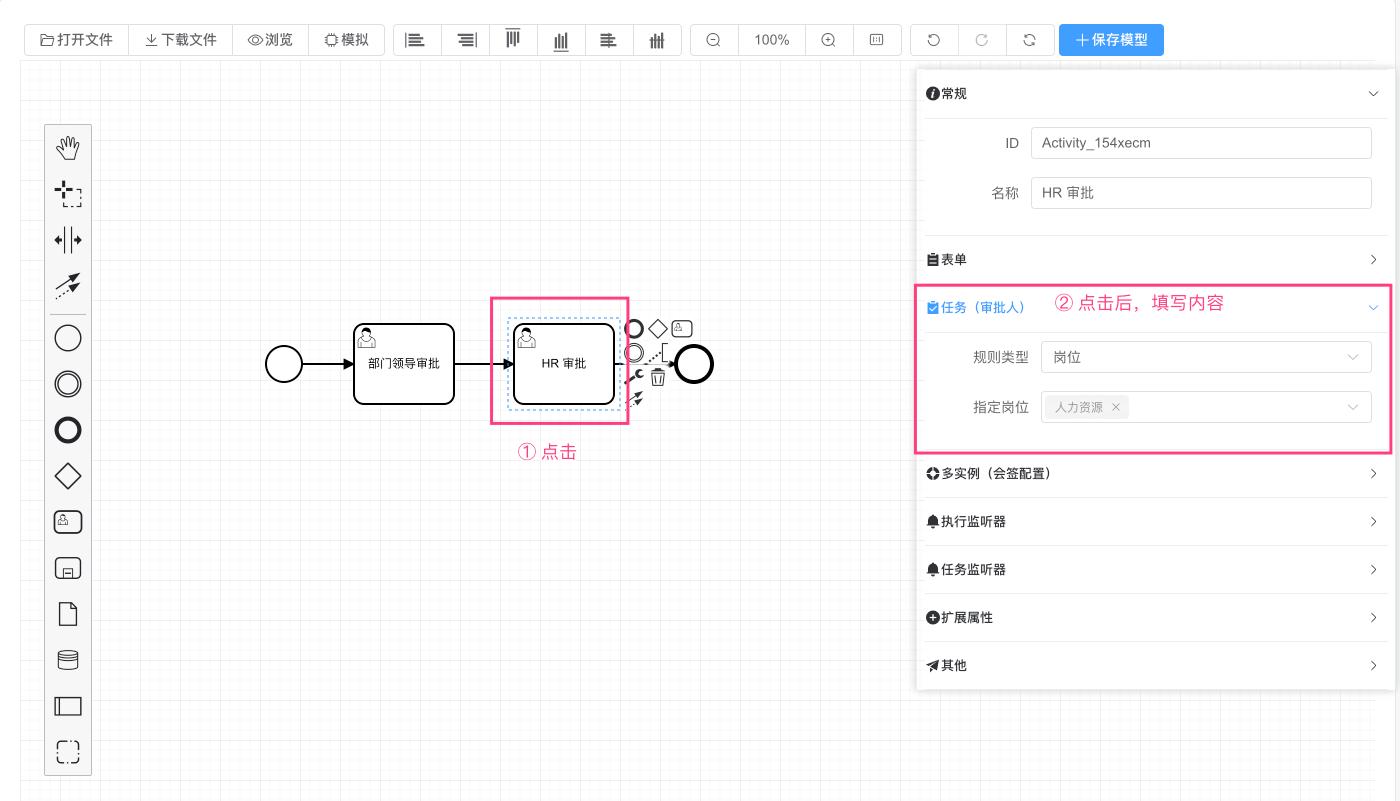 打开文件 下载文件 浏览 模拟 100% 保存模型
常规
ID Activity_154xecm
名称 HR 审批
表单
任务（审批人） ② 点击后，填写内容
规则类型 岗位
指定岗位 人力资源
多实例（会签配置）
执行监听器
任务监听器
扩展属性
其他
部门领导审批
HR 审批
① 点击